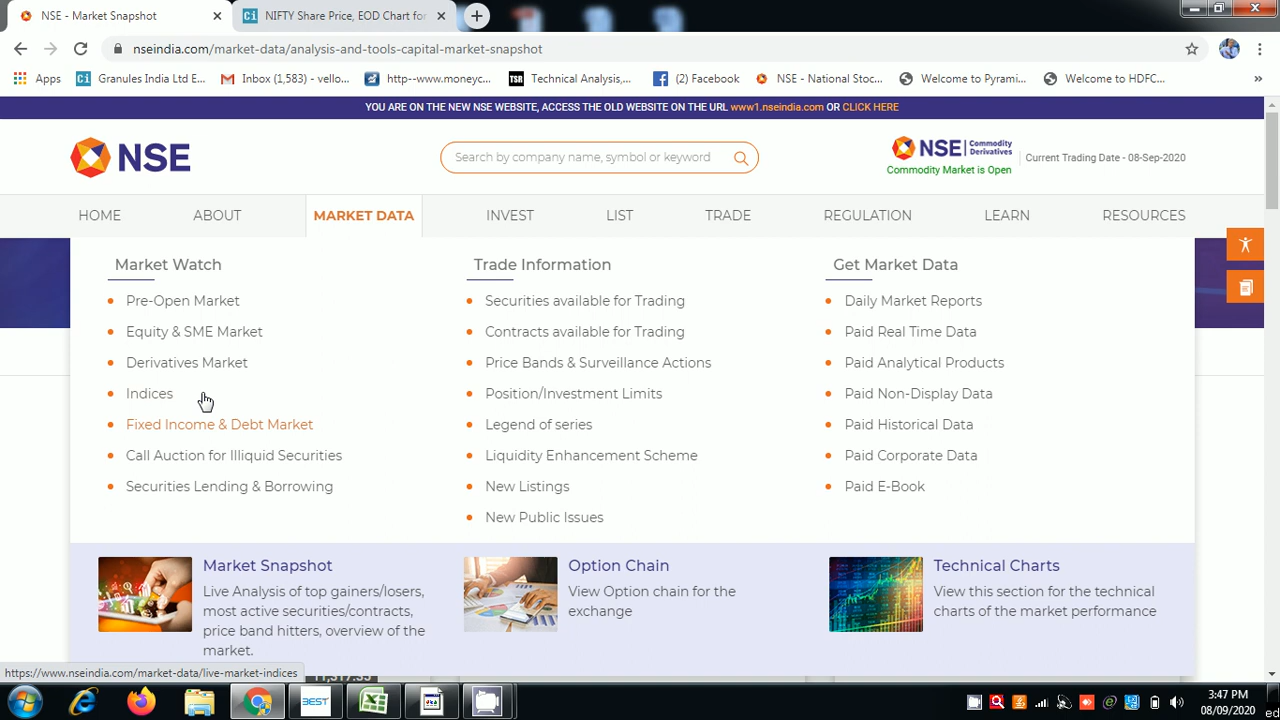 NSE - Market Snapshot
NIFTY Share Price, EOD Chart for
nseindia.com/market-data/analysis-and-tools-capital-market-snapshot
Apps
Granules India Ltd E...
Inbox (1,583) - vello...
http--www.moneyc...
Technical Analysis,...
(2) Facebook
NSE - National Stoc...
Welcome to Pyrami...
Welcome to HDFC...
YOU ARE ON THE NEW NSE WEBSITE, ACCESS THE OLD WEBSITE ON THE URL www1.nseindia.com OR CLICK HERE
NSE
Search by company name, symbol or keyword
NSE Commodity Derivatives
Commodity Market is Open
Current Trading Date - 08-Sep-2020
HOME ABOUT MARKET DATA INVEST LIST TRADE REGULATION LEARN RESOURCES
Market Watch
Pre-Open Market
Equity & SME Market
Derivatives Market
Indices
Fixed Income & Debt Market
Call Auction for Illiquid Securities
Securities Lending & Borrowing
Trade Information
Securities available for Trading
Contracts available for Trading
Price Bands & Surveillance Actions
Position/Investment Limits
Legend of series
Liquidity Enhancement Scheme
New Listings
New Public Issues
Get Market Data
Daily Market Reports
Paid Real Time Data
Paid Analytical Products
Paid Non-Display Data
Paid Historical Data
Paid Corporate Data
Paid E-Book
Market Snapshot
Live Analysis of top gainers/losers,
most active securities/contracts,
price band hitters, overview of the
market.
Option Chain
View Option chain for the
exchange
Technical Charts
View this section for the technical
charts of the market performance
https://www.nseindia.com/market-data/live-market-indices
BEST
3:47 PM
08/09/2020